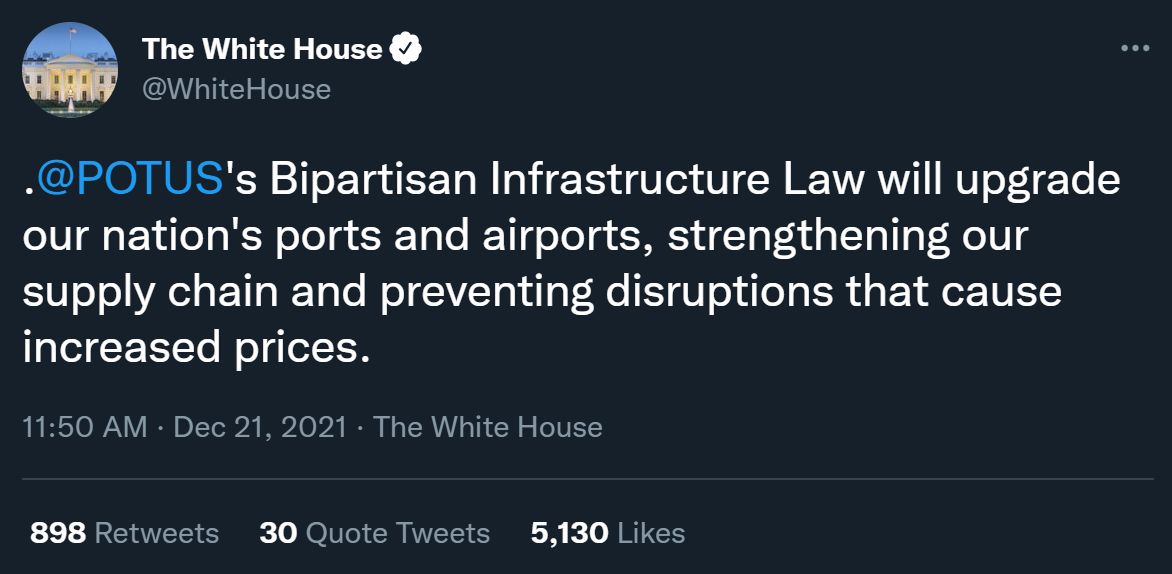 The White House
@WhiteHouse
.@POTUS's Bipartisan Infrastructure Law will upgrade
our nation's ports and airports, strengthening our
supply chain and preventing disruptions that cause
increased prices.
11:50 AM · Dec 21, 2021 · The White House
898 Retweets 30 Quote Tweets 5,130 Likes